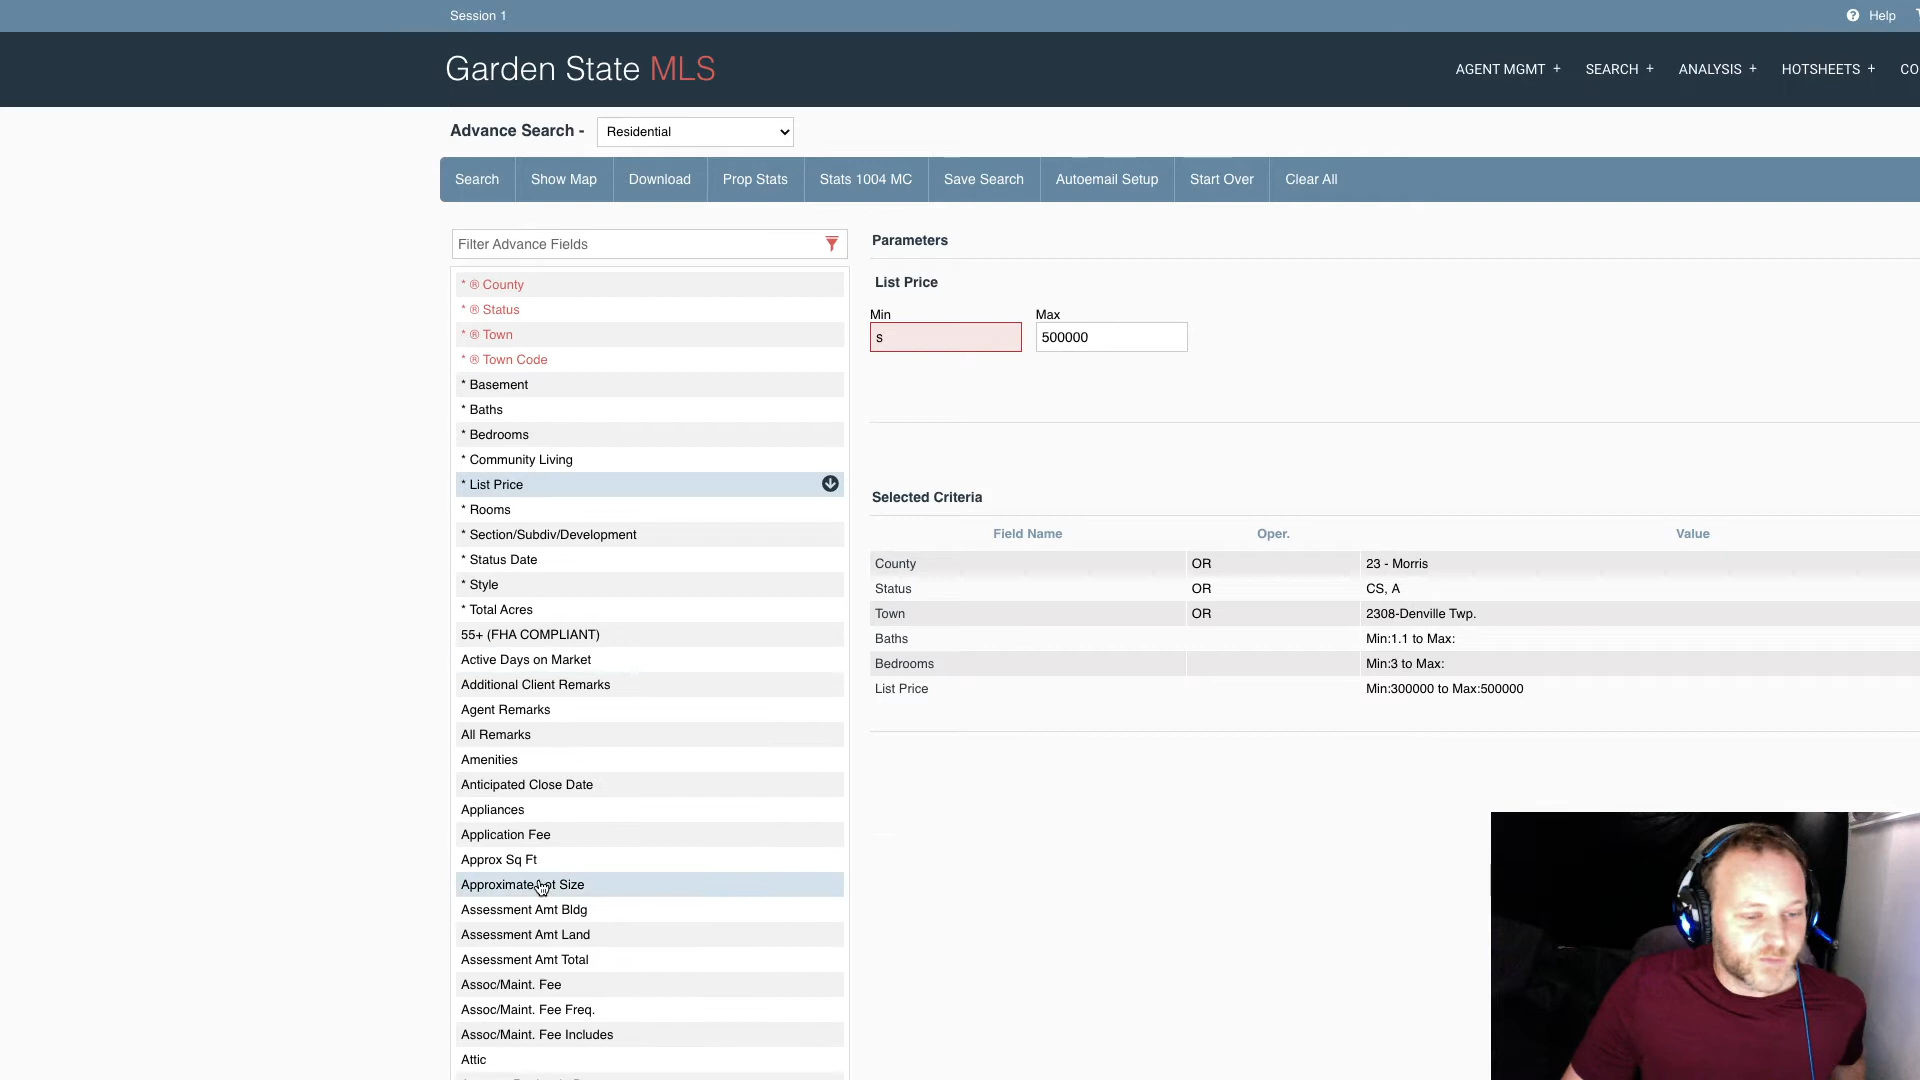 Session 1
Help
Garden State MLS
AGENT MGMT +
SEARCH +
ANALYSIS +
HOTSHEETS +
CO
Advance Search -
Residential
Search
Show Map
Download
Prop Stats
Stats 1004 MC
Save Search
Autoemail Setup
Start Over
Clear All
Filter Advance Fields
* ® County
* ® Status
* ® Town
* ® Town Code
* Basement
* Baths
* Bedrooms
* Community Living
* List Price
* Rooms
* Section/Subdiv/Development
* Status Date
* Style
* Total Acres
55+ (FHA COMPLIANT)
Active Days on Market
Additional Client Remarks
Agent Remarks
All Remarks
Amenities
Anticipated Close Date
Appliances
Application Fee
Approx Sq Ft
Approximate Lot Size
Assessment Amt Bldg
Assessment Amt Land
Assessment Amt Total
Assoc/Maint. Fee
Assoc/Maint. Fee Freq.
Assoc/Maint. Fee Includes
Attic
Parameters
List Price
Min Max
s 500000
Selected Criteria
Field Name Oper. Value
County OR 23 - Morris
Status OR CS, A
Town OR 2308-Denville Twp.
Baths Min:1.1 to Max:
Bedrooms Min:3 to Max:
List Price Min:300000 to Max:500000